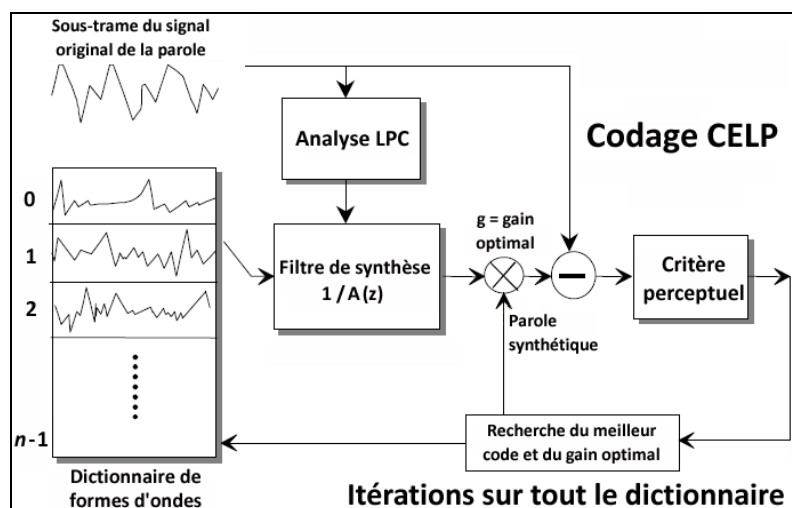 Sous-trame du signal
original de la parole
Analyse LPC
Codage CELP
0
1
2
n-1
Filtre de synthèse
1 / A(z)
g = gain
optimal
Critère
perceptuel
Parole
synthétique
Recherche du meilleur
code et du gain optimal
Dictionnaire de
formes d'ondes
Itérations sur tout le dictionnaire